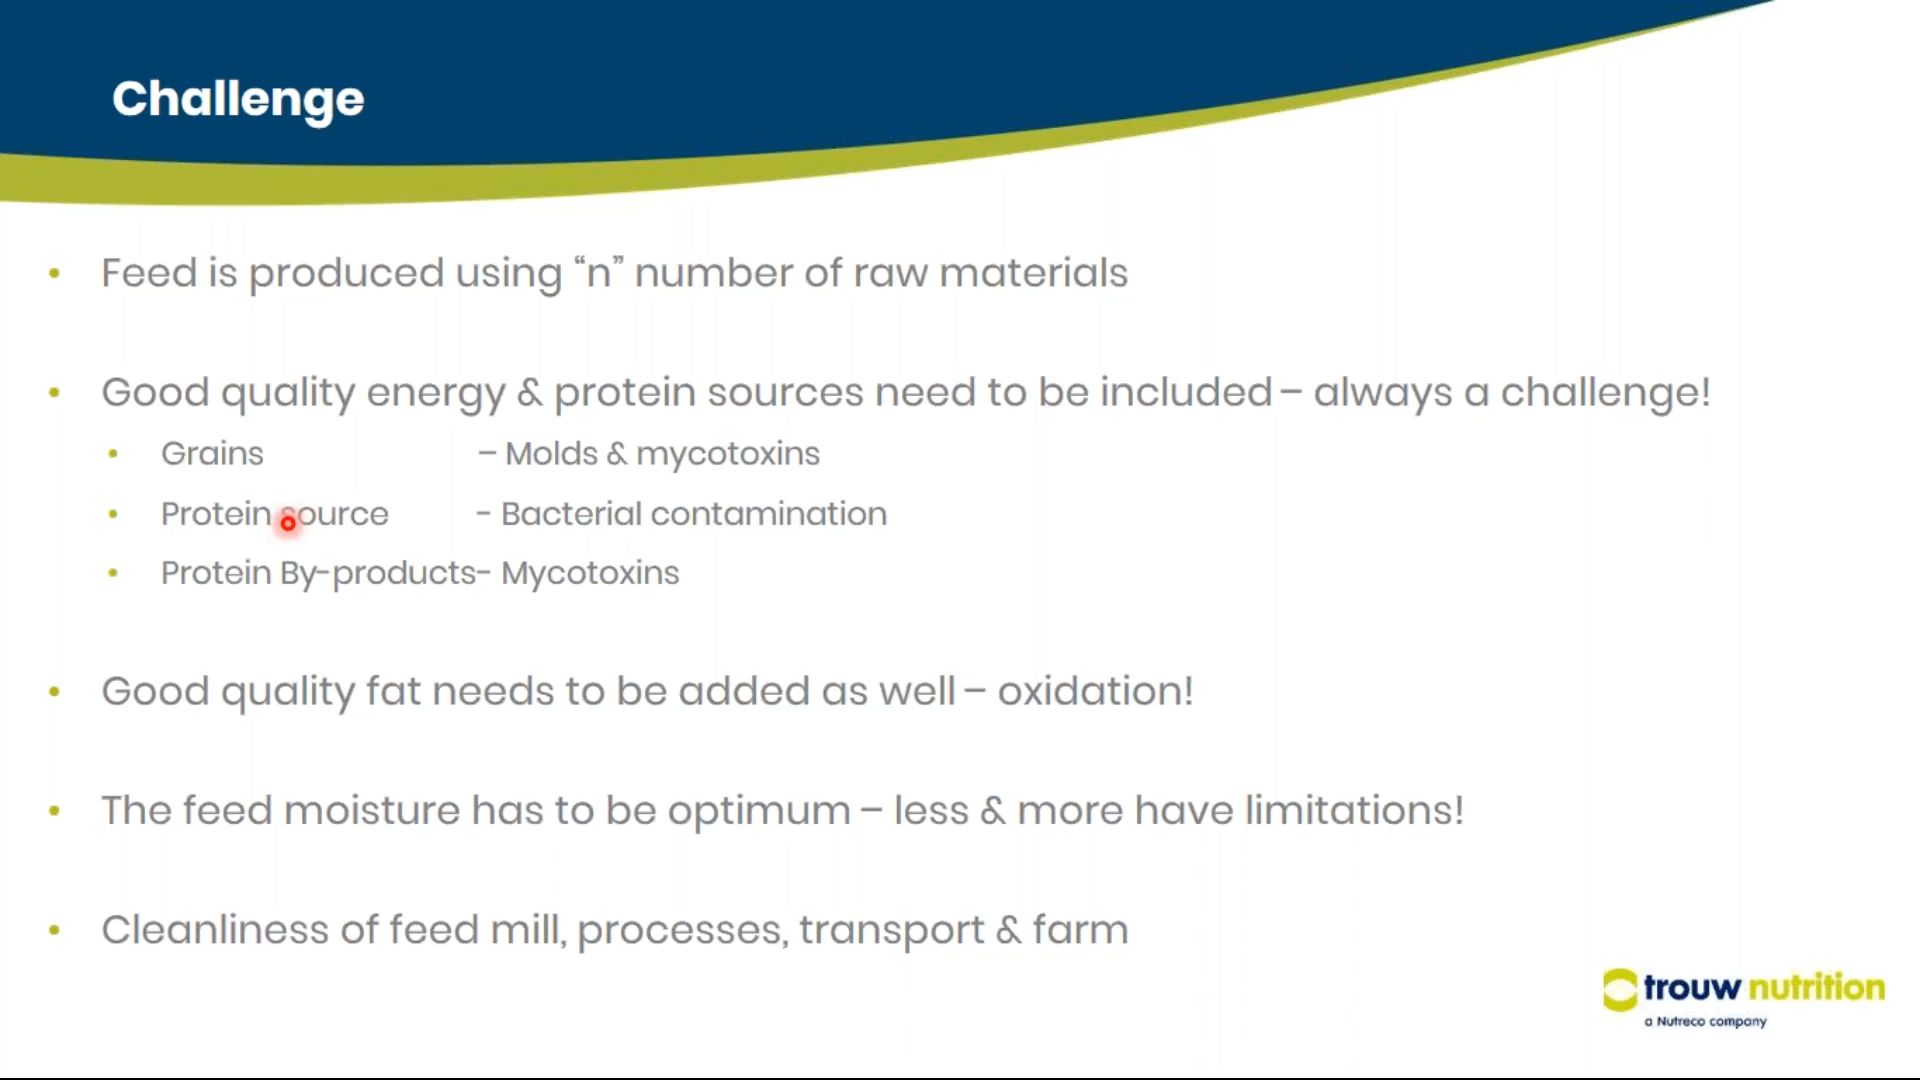 Challenge
Feed is produced using “n” number of raw materials
Good quality energy & protein sources need to be included – always a challenge!
Grains – Molds & mycotoxins
Protein source - Bacterial contamination
Protein By-products- Mycotoxins
Good quality fat needs to be added as well – oxidation!
The feed moisture has to be optimum – less & more have limitations!
Cleanliness of feed mill, processes, transport & farm
trouw nutrition
a Nutreco company